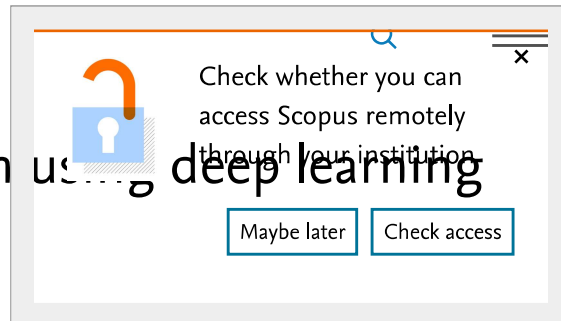 Check whether you can
access Scopus remotely
through your institution
n using deep learning
Maybe later
Check access